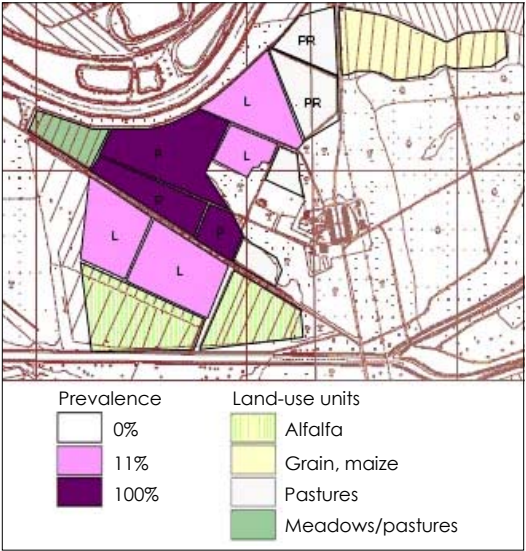 PR
L
PR
L
P
P
P
L
L
Prevalence
Land-use units
0%
Alfalfa
11%
Grain, maize
100%
Pastures
Meadows/pastures